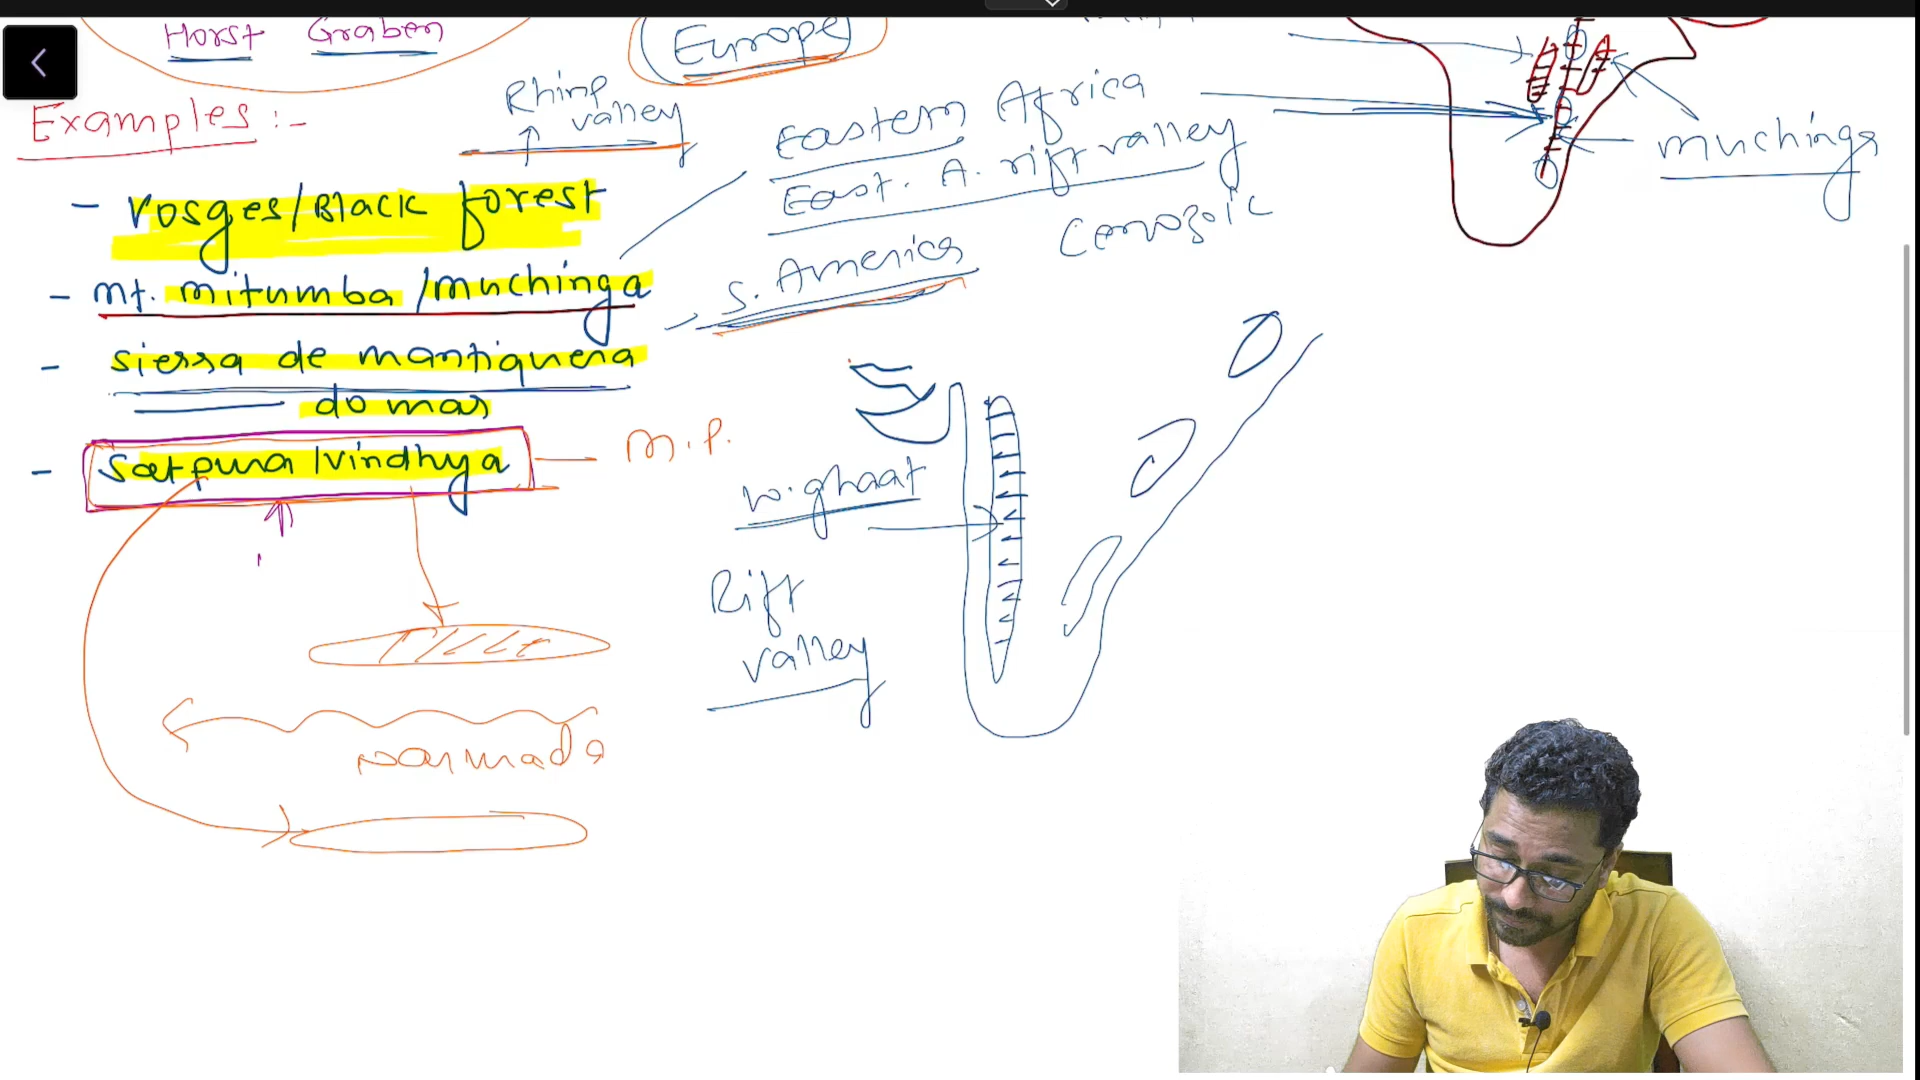 Horst Graben
Europe
Examples :-
Rhine
valley
Eastern Africa
East. A. rift valley
Cenozoic
S. America
muchinga
- Vosges/Black forest
- mt. mitumba/muchinga
- sierra de mantiquera
do mar
- Satpura/vindhya
M.P.
w.ghaat
Rift
valley
Narmada